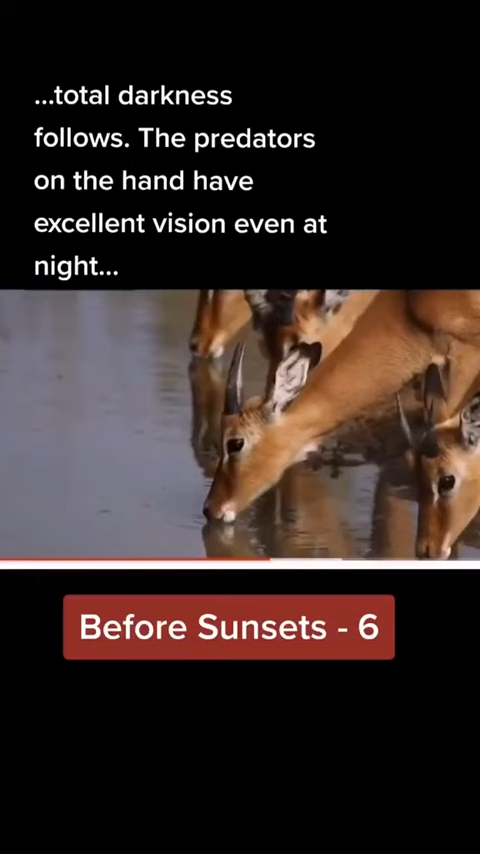 ...total darkness
follows. The predators
on the hand have
excellent vision even at
night...
Before Sunsets - 6